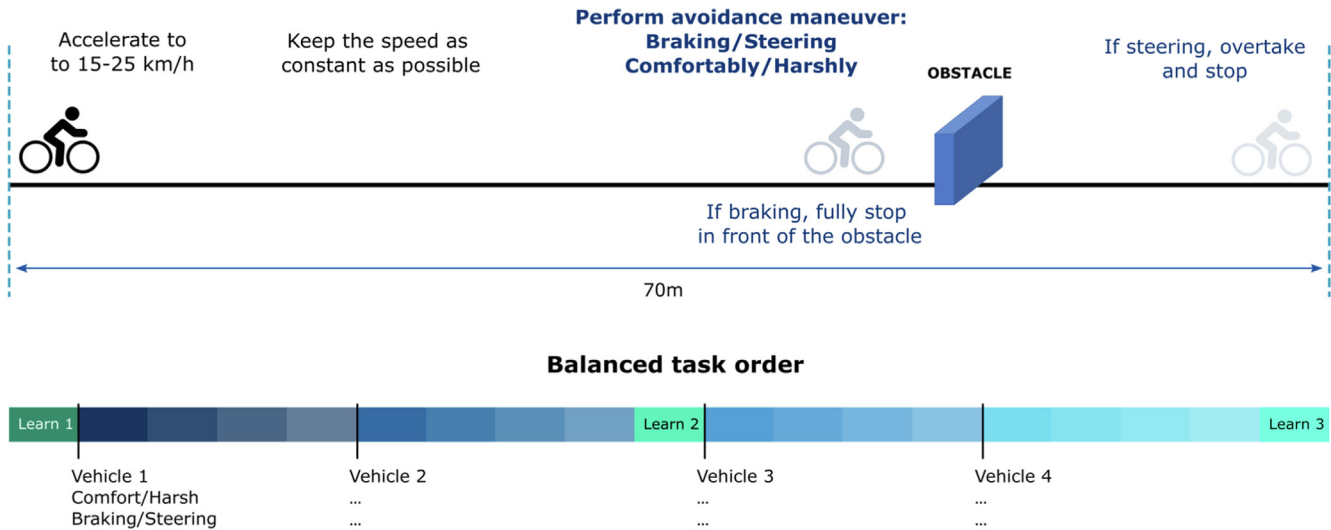 Accelerate to
to 15-25 km/h
Keep the speed as
constant as possible
Perform avoidance maneuver:
Braking/Steering
Comfortably/Harshly
OBSTACLE
If steering, overtake
and stop
If braking, fully stop
in front of the obstacle
70m
Balanced task order
Learn 1
Learn 2
Learn 3
Vehicle 1
Comfort/Harsh
Braking/Steering
Vehicle 2
...
...
Vehicle 3
...
...
Vehicle 4
...
...